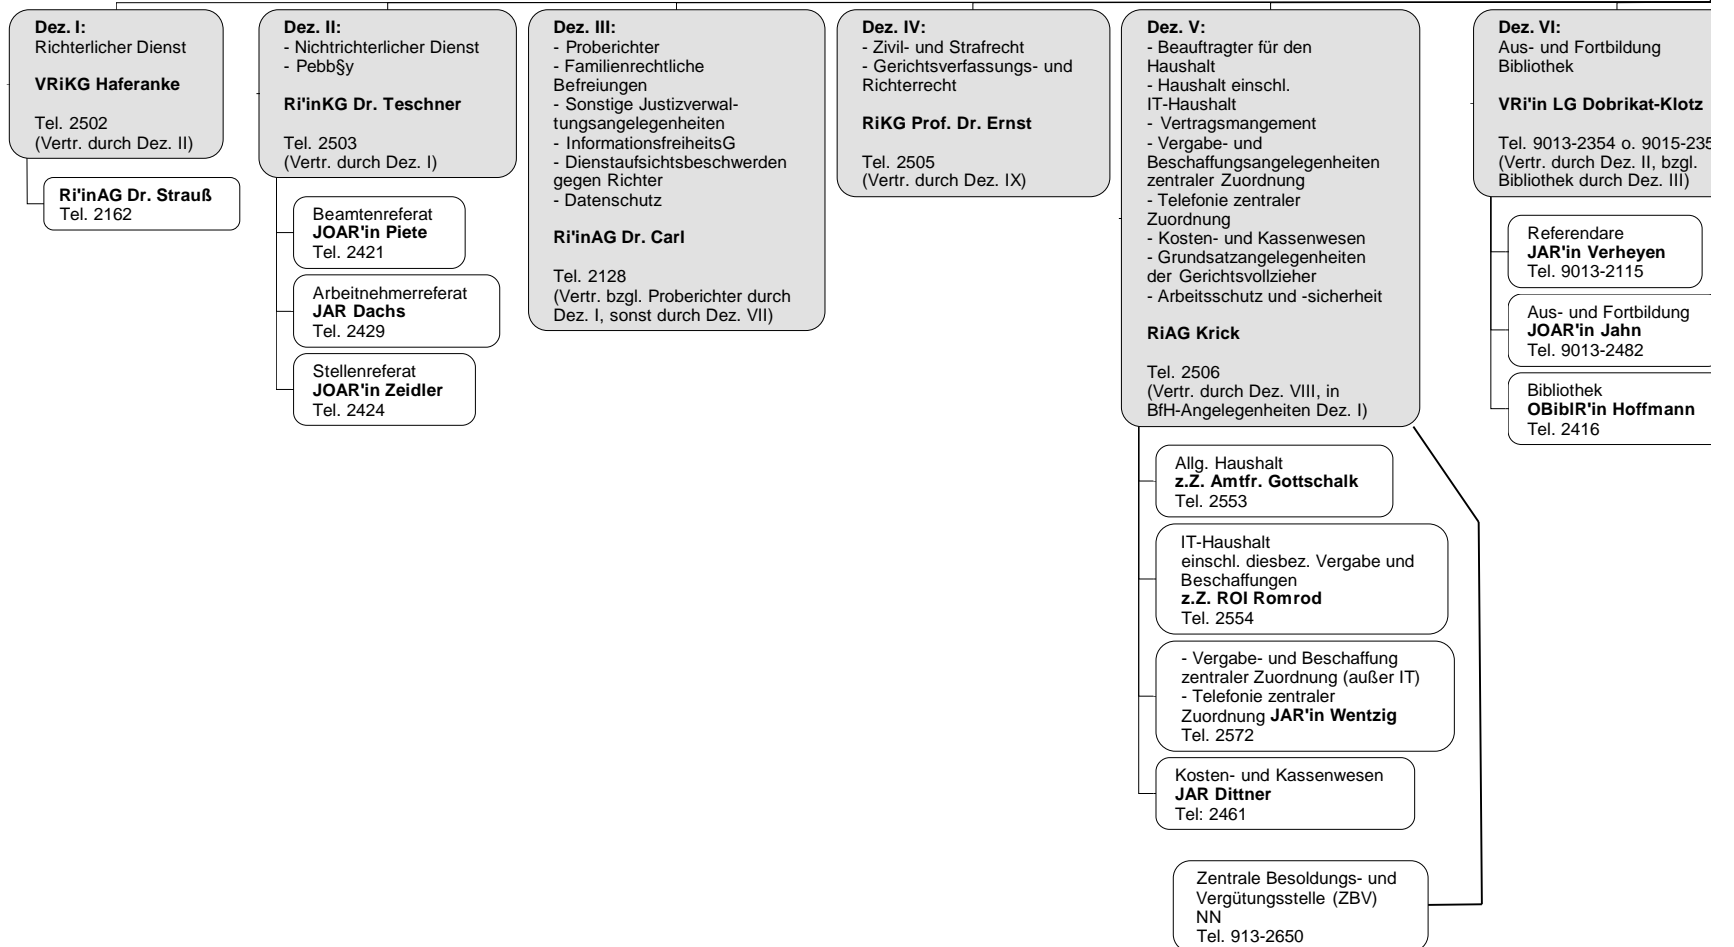 Dez. I:
Richterlicher Dienst
VRiKG Haferanke
Tel. 2502
(Vertr. durch Dez. II)
Ri'inAG Dr. Strauß
Tel. 2162
Dez. II:
- Nichtrichterlicher Dienst
- Pebb§y
Ri'inKG Dr. Teschner
Tel. 2503
(Vertr. durch Dez. I)
Beamtenreferat
JOAR'in Piete
Tel. 2421
Arbeitnehmerreferat
JAR Dachs
Tel. 2429
Stellenreferat
JOAR'in Zeidler
Tel. 2424
Dez. III:
- Proberichter
- Familienrechtliche
Befreiungen
- Sonstige Justizverwal-
tungsangelegenheiten
- InformationsfreiheitsG
- Dienstaufsichtsbeschwerden
gegen Richter
- Datenschutz
Ri'inAG Dr. Carl
Tel. 2128
(Vertr. bzgl. Proberichter durch
Dez. I, sonst durch Dez. VII)
Dez. IV:
- Zivil- und Strafrecht
- Gerichtsverfassungs- und
Richterrecht
RiKG Prof. Dr. Ernst
Tel. 2505
(Vertr. durch Dez. IX)
Dez. V:
- Beauftragter für den
Haushalt
- Haushalt einschl.
IT-Haushalt
- Vertragsmangement
- Vergabe- und
Beschaffungsangelegenheiten
zentraler Zuordnung
- Telefonie zentraler
Zuordnung
- Kosten- und Kassenwesen
- Grundsatzangelegenheiten
der Gerichtsvollzieher
- Arbeitsschutz und -sicherheit
RiAG Krick
Tel. 2506
(Vertr. durch Dez. VIII, in
BfH-Angelegenheiten Dez. I)
Allg. Haushalt
z.Z. Amtfr. Gottschalk
Tel. 2553
IT-Haushalt
einschl. diesbez. Vergabe und
Beschaffungen
z.Z. ROI Romrod
Tel. 2554
- Vergabe- und Beschaffung
zentraler Zuordnung (außer IT)
- Telefonie zentraler
Zuordnung JAR'in Wentzig
Tel. 2572
Kosten- und Kassenwesen
JAR Dittner
Tel: 2461
Zentrale Besoldungs- und
Vergütungsstelle (ZBV)
NN
Tel. 913-2650
Dez. VI:
Aus- und Fortbildung
Bibliothek
VRi'in LG Dobrikat-Klotz
Tel. 9013-2354 o. 9015-235
(Vertr. durch Dez. II, bzgl.
Bibliothek durch Dez. III)
Referendare
JAR'in Verheyen
Tel. 9013-2115
Aus- und Fortbildung
JOAR'in Jahn
Tel. 9013-2482
Bibliothek
OBiblR'in Hoffmann
Tel. 2416